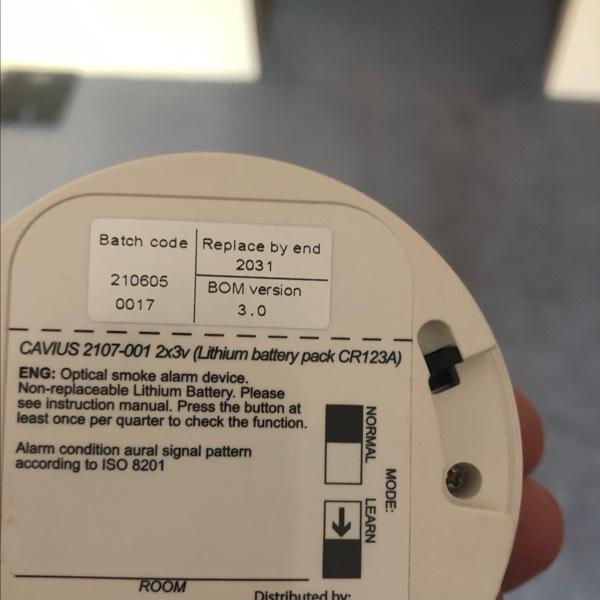 Batch code
210605
0017
Replace by end
2031
BOM version
3.0
CAVIUS 2107-001 2x3v (Lithium battery pack CR123A)
ENG: Optical smoke alarm device.
Non-replaceable Lithium Battery. Please
see instruction manual. Press the button at
least once per quarter to check the function.
Alarm condition aural signal pattern
according to ISO 8201
NORMAL
MODE:
LEARN
ROOM
Distributed by: